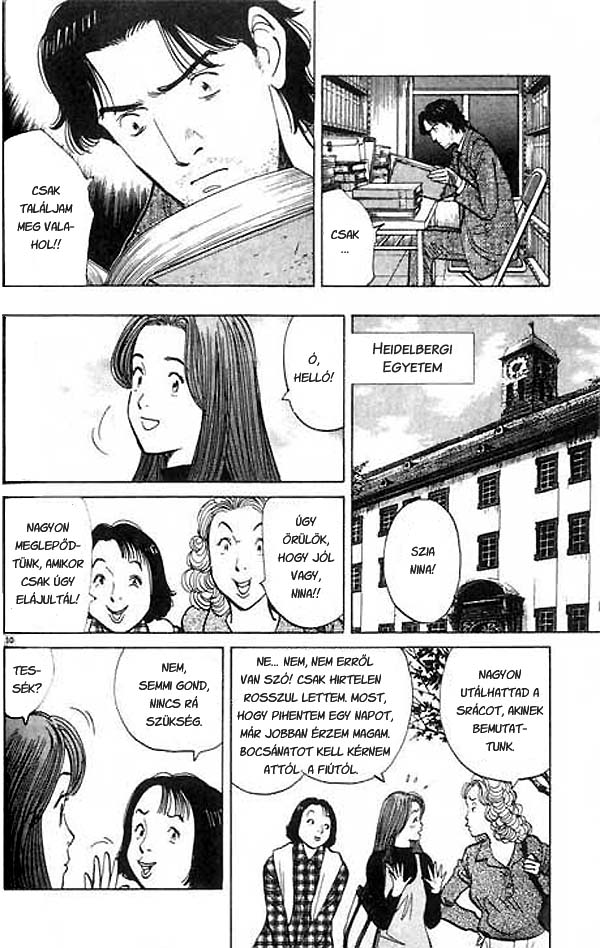 CSAK
...
CSAK
TALÁLJAM
MEG VALA-
HOL!!
HEIDELBERGI
EGYETEM
SZIA
NINA!
Ó,
HELLÓ!
ÚGY
ÖRÜLÖK,
HOGY JÓL
VAGY,
NINA!!
NAGYON
MEGLEPŐD-
TÜNK, AMIKOR
CSAK ÚGY
ELÁJULTÁL!
10
NAGYON
UTÁLHATTAD A
SRÁCOT, AKINEK
BEMUTAT-
TUNK.
NE... NEM, NEM ERRŐL
VAN SZÓ! CSAK HIRTELEN
ROSSZUL LETTEM. MOST,
HOGY PIHENTEM EGY NAPOT,
MÁR JOBBAN ÉRZEM MAGAM.
BOCSÁNATOT KELL KÉRNEM
ATTÓL A FIÚTÓL.
NEM,
SEMMI GOND,
NINCS RÁ
SZÜKSÉG.
TES-
SÉK?